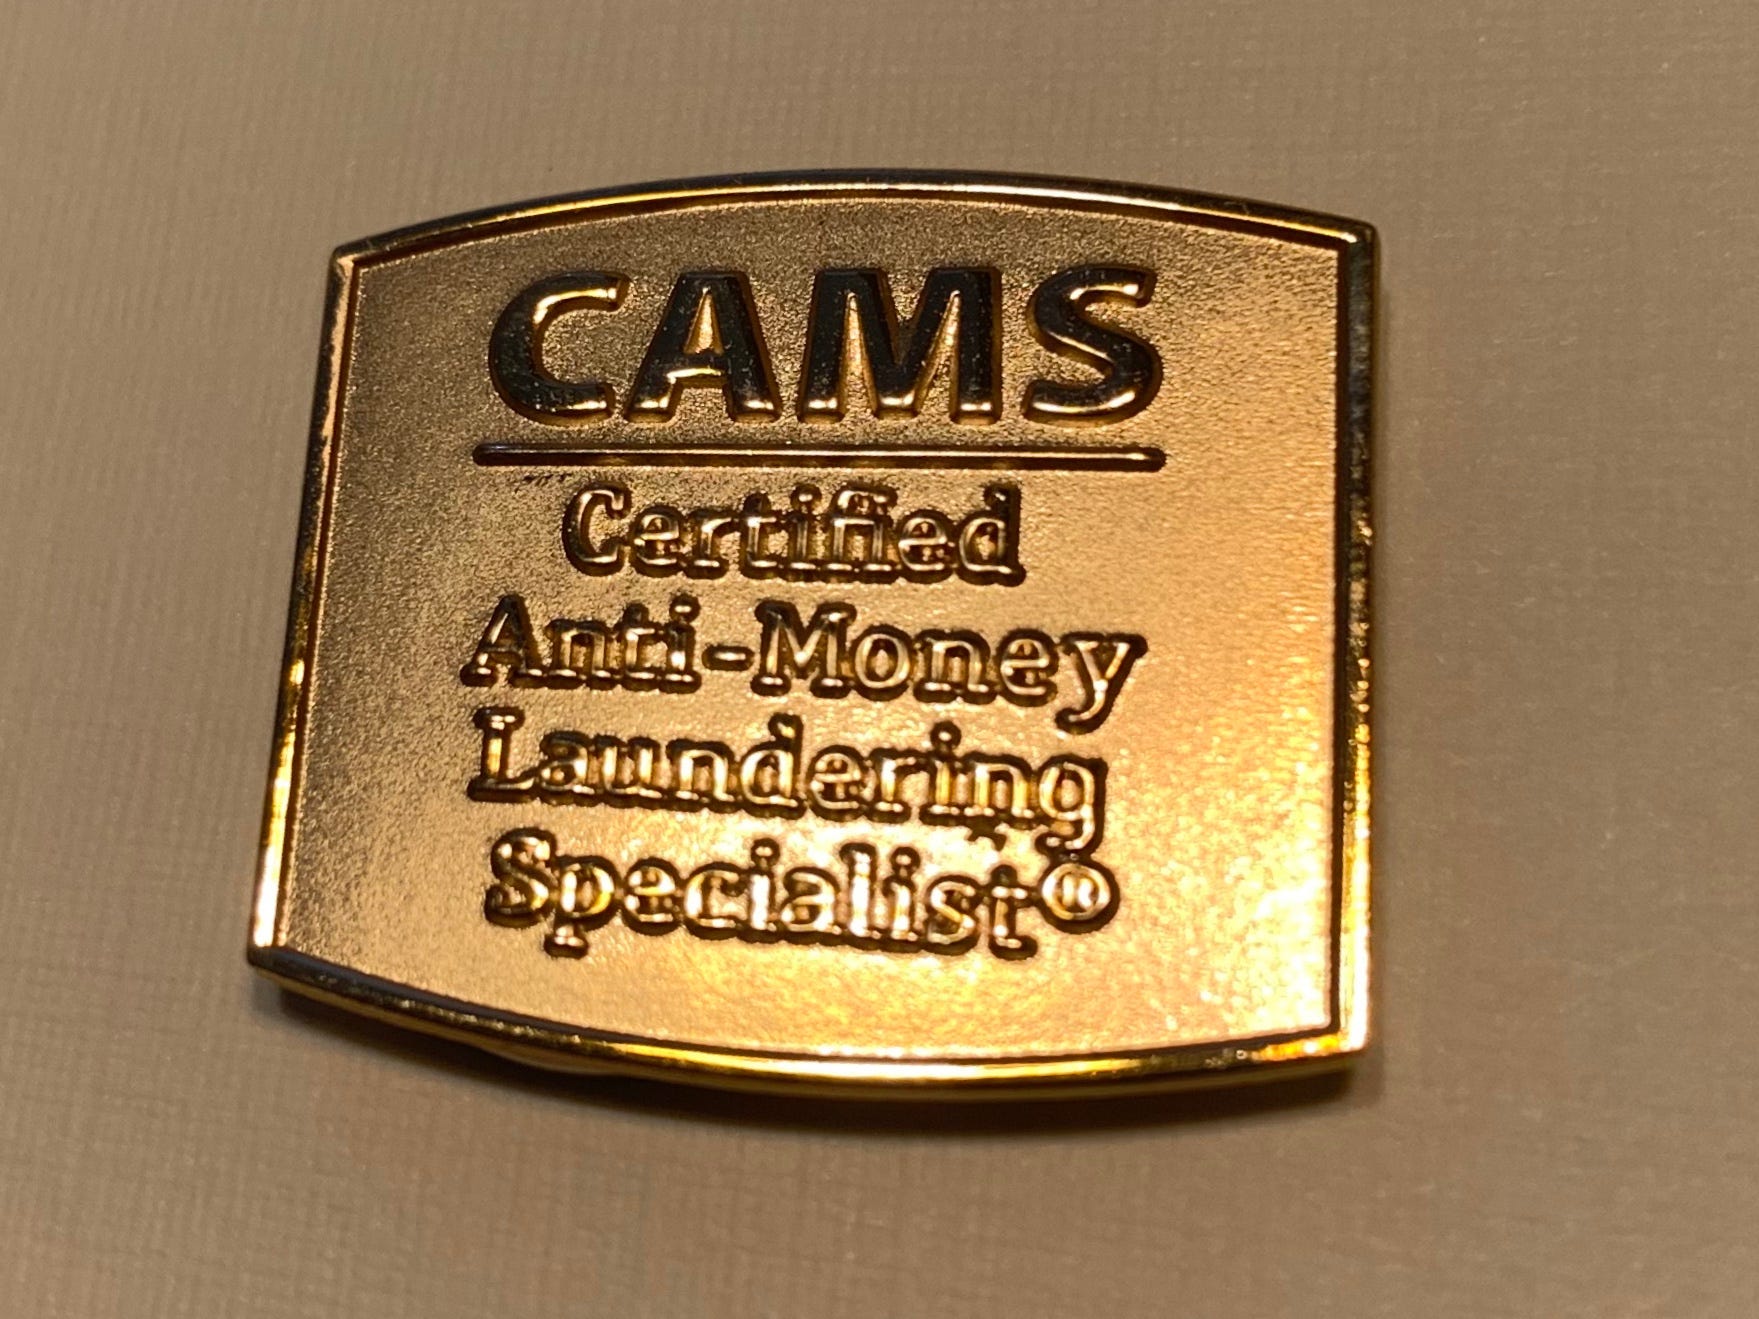 CAMS
Certified
Anti-Money
Laundering
Specialist®